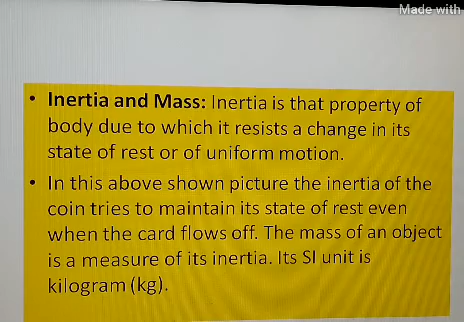 Made with
• Inertia and Mass: Inertia is that property of
body due to which it resists a change in its
state of rest or of uniform motion.
• In this above shown picture the inertia of the
coin tries to maintain its state of rest even
when the card flows off. The mass of an object
is a measure of its inertia. Its SI unit is
kilogram (kg).